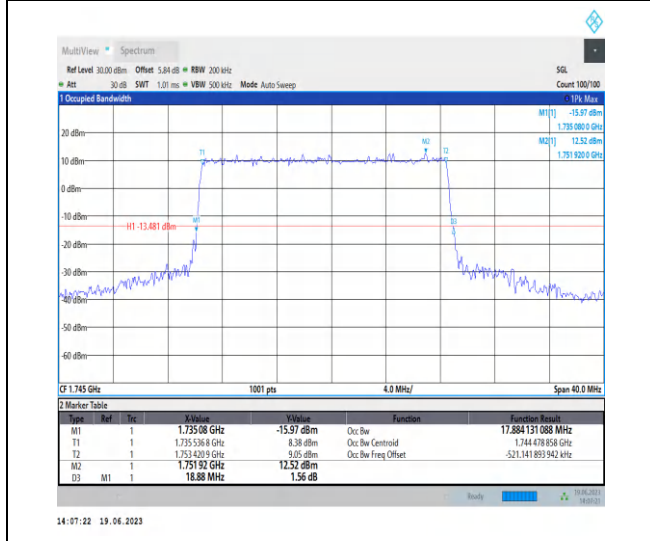 MultiView Spectrum
Ref Level 30.00 dBm Offset 5.84 dB RBW 200 kHz SGL
Att 30 dB SWT 1.01 ms VBW 500 kHz Mode Auto Sweep Count 100/100
1 Occupied Bandwidth 1Pk Max
M1[1] -15.97 dBm
1.735 080 0 GHz
M2[1] 12.52 dBm
1.751 920 0 GHz
20 dBm
M2
T1 T2
10 dBm
0 dBm
-10 dBm
M1 D3
H1 -13.481 dBm
-20 dBm
-30 dBm
-40 dBm
-50 dBm
-60 dBm
CF 1.745 GHz 1001 pts 4.0 MHz/ Span 40.0 MHz
2 Marker Table
Type Ref Trc X-Value Y-Value Function Function Result
M1 1 1.735 08 GHz -15.97 dBm Occ Bw 17.884 131 088 MHz
T1 1 1.735 536 8 GHz 8.38 dBm Occ Bw Centroid 1.744 478 858 GHz
T2 1 1.753 420 9 GHz 9.05 dBm Occ Bw Freq Offset -521.141 893 942 kHz
M2 1 1.751 92 GHz 12.52 dBm
D3 M1 1 18.88 MHz 1.56 dB
Ready 19.06.2023
14:07:21
14:07:22 19.06.2023